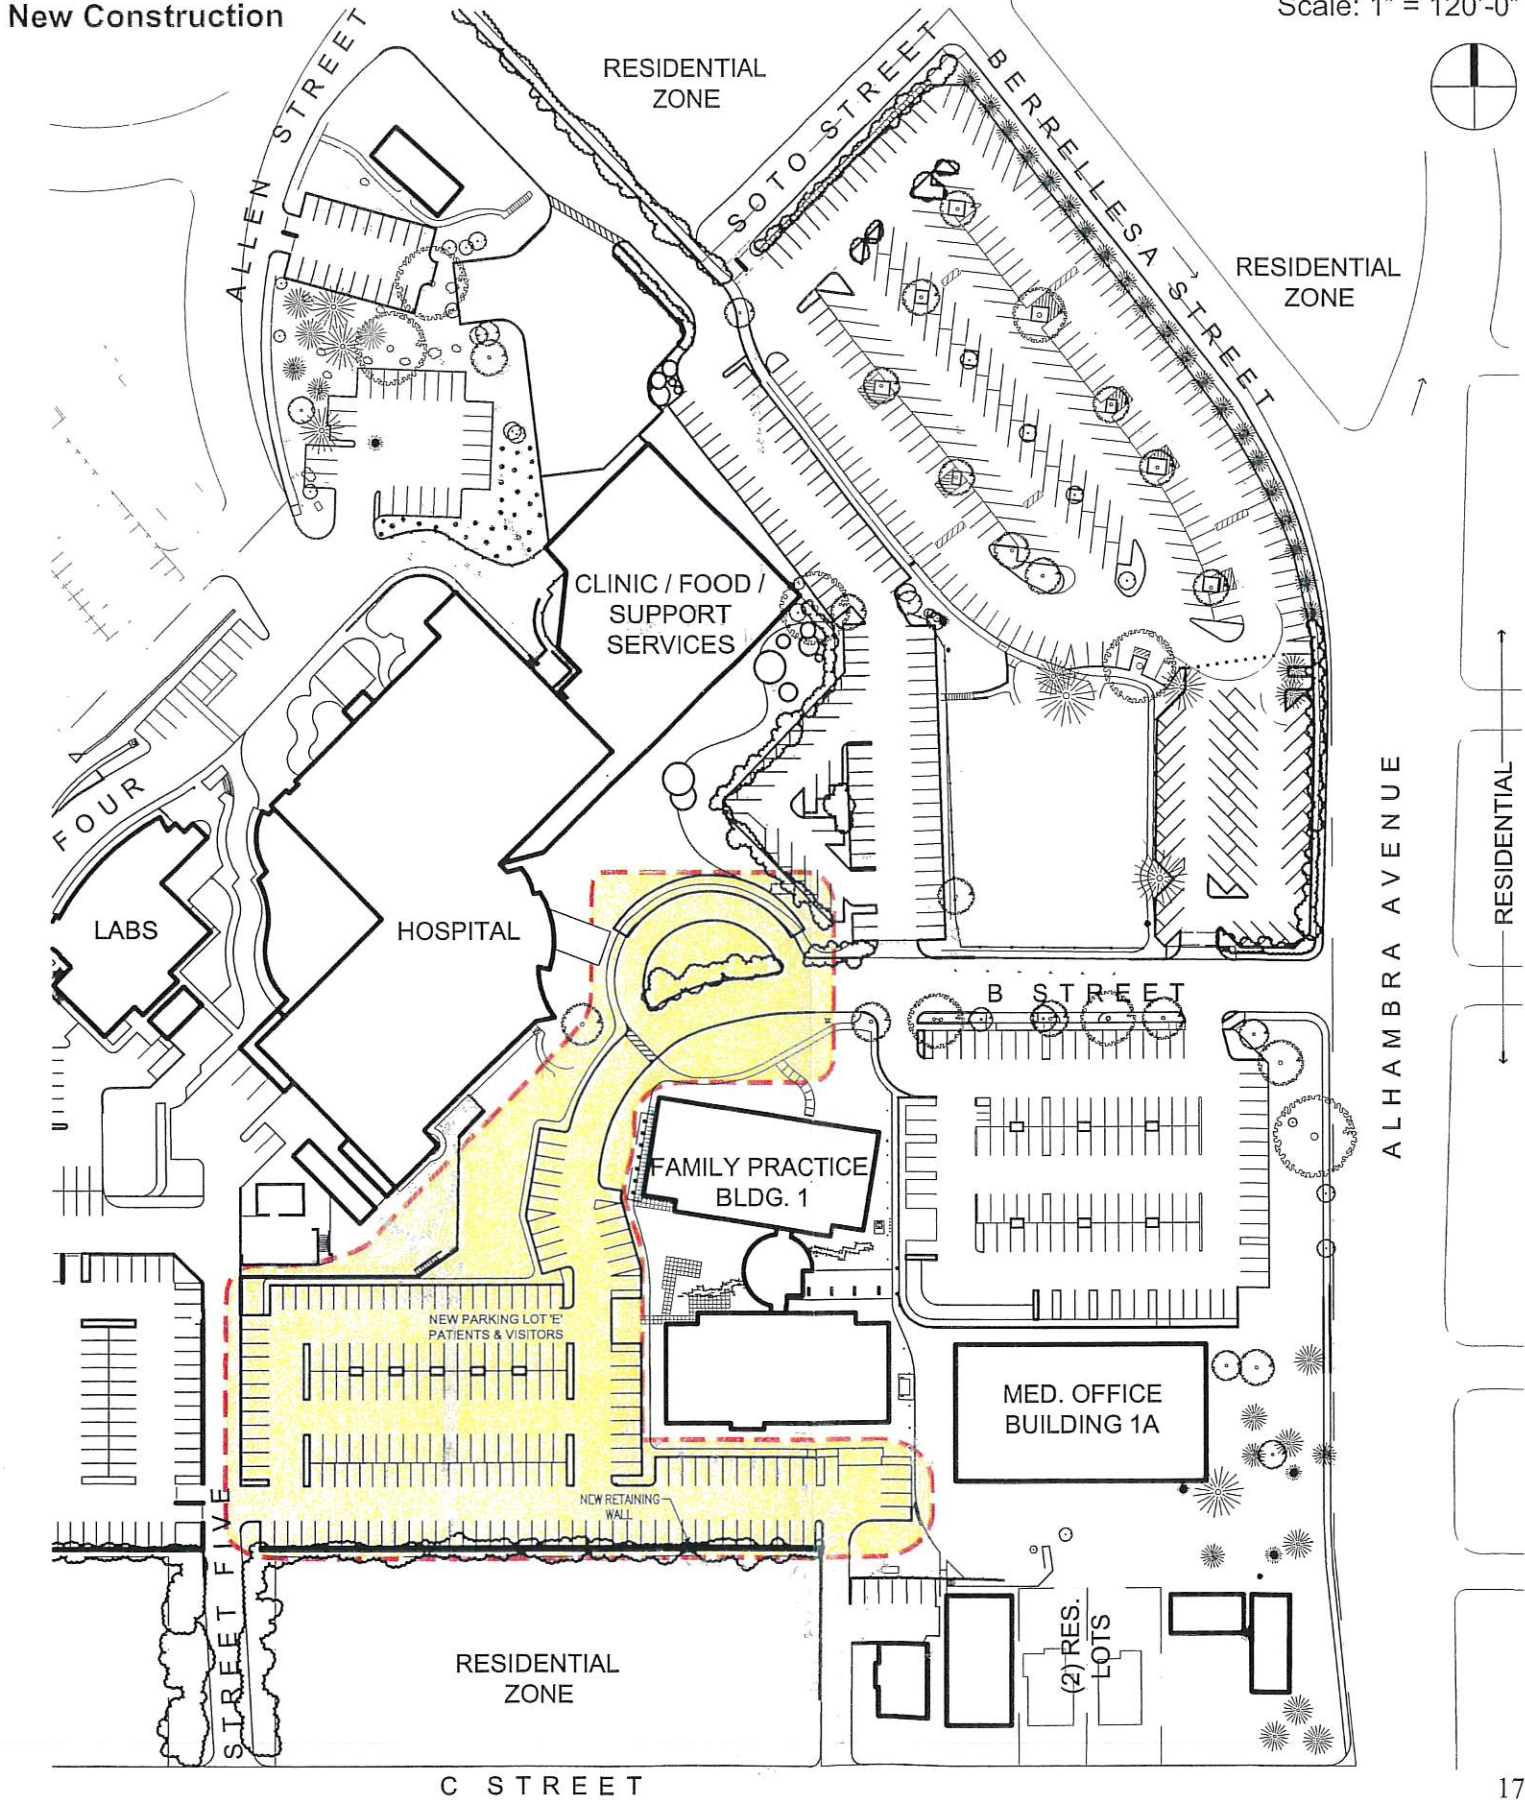 New Construction
Scale: 1" = 120'-0"
RESIDENTIAL
ZONE
ALLEN STREET
SOTO STREET
BERRELLESA STREET
RESIDENTIAL
ZONE
CLINIC / FOOD /
SUPPORT
SERVICES
FOUR
LABS
HOSPITAL
ALHAMBRA AVENUE
RESIDENTIAL
B STREET
FAMILY PRACTICE
BLDG. 1
NEW PARKING LOT 'E'
PATIENTS & VISITORS
MED. OFFICE
BUILDING 1A
NEW RETAINING
WALL
STREET FIVE
RESIDENTIAL
ZONE
(2) RES.
LOTS
C STREET
17